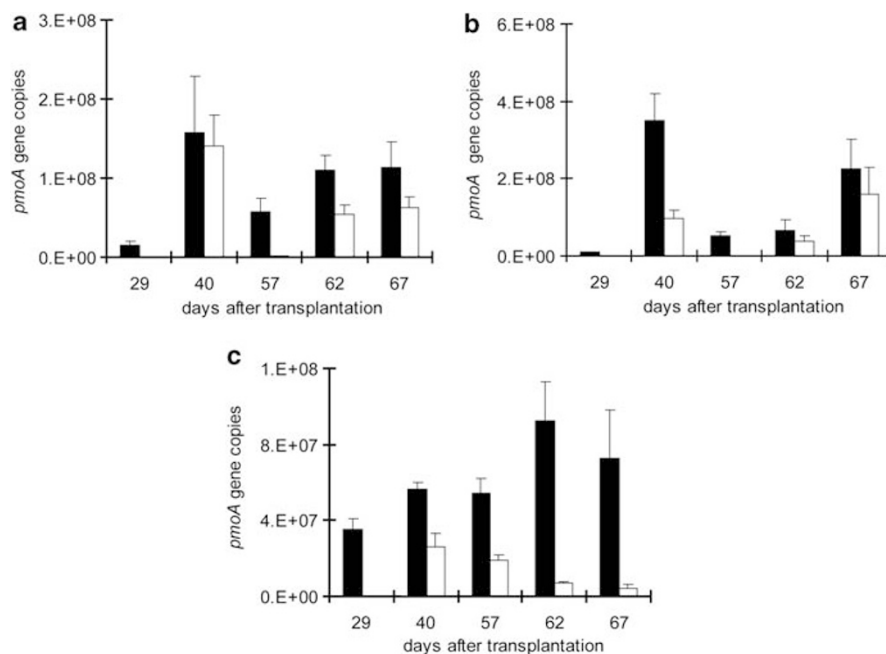 a
pmoA gene copies
3.E+08
2.E+08
1.E+08
0.E+00
29 40 57 62 67
days after transplantation
b
pmoA gene copies
6.E+08
4.E+08
2.E+08
0.E+00
29 40 57 62 67
days after transplantation
c
pmoA gene copies
1.E+08
8.E+07
4.E+07
0.E+00
29 40 57 62 67
days after transplantation